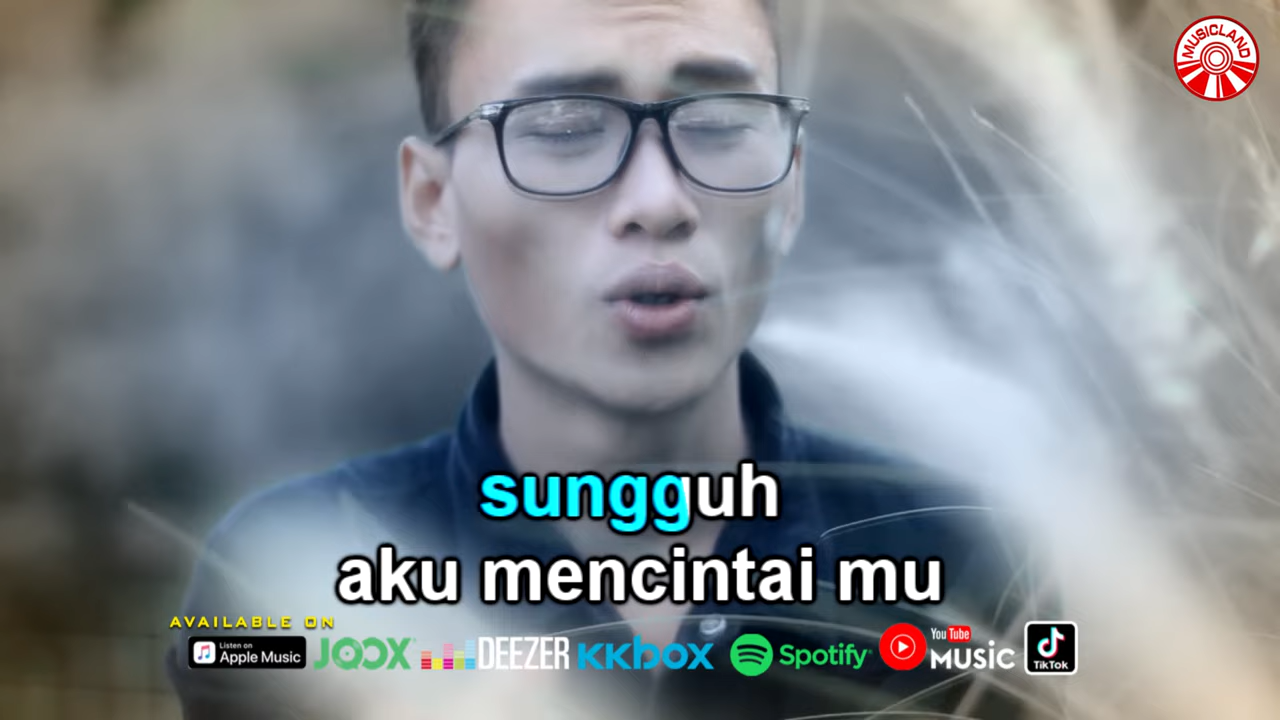 MUSICLAND
sungguh
aku mencintai mu
AVAILABLE ON
Listen on
Apple Music
JOOX
DEEZER
KKBOX
Spotify
YouTube
MUSIC
TikTok